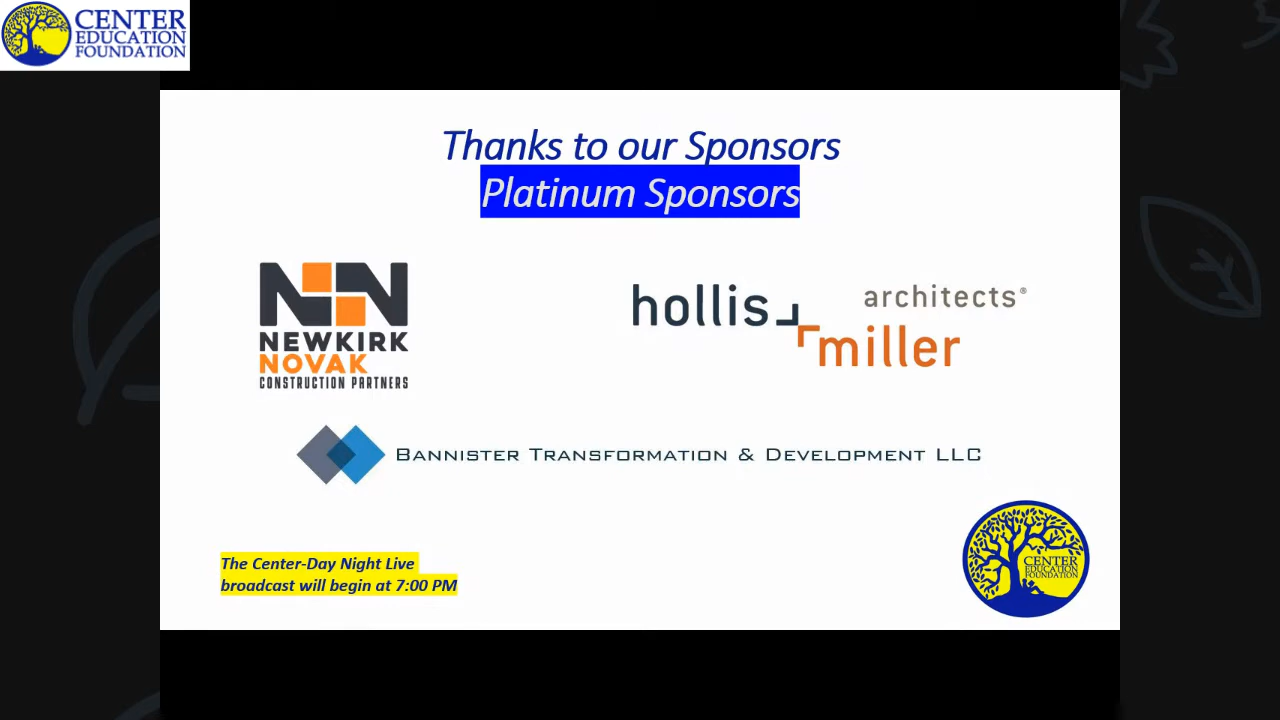 CENTER
EDUCATION
FOUNDATION
Thanks to our Sponsors
Platinum Sponsors
NN
NEWKIRK
NOVAK
CONSTRUCTION PARTNERS
hollis
architects®
miller
BANNISTER TRANSFORMATION & DEVELOPMENT LLC
The Center-Day Night Live
broadcast will begin at 7:00 PM
CENTER
EDUCATION
FOUNDATION